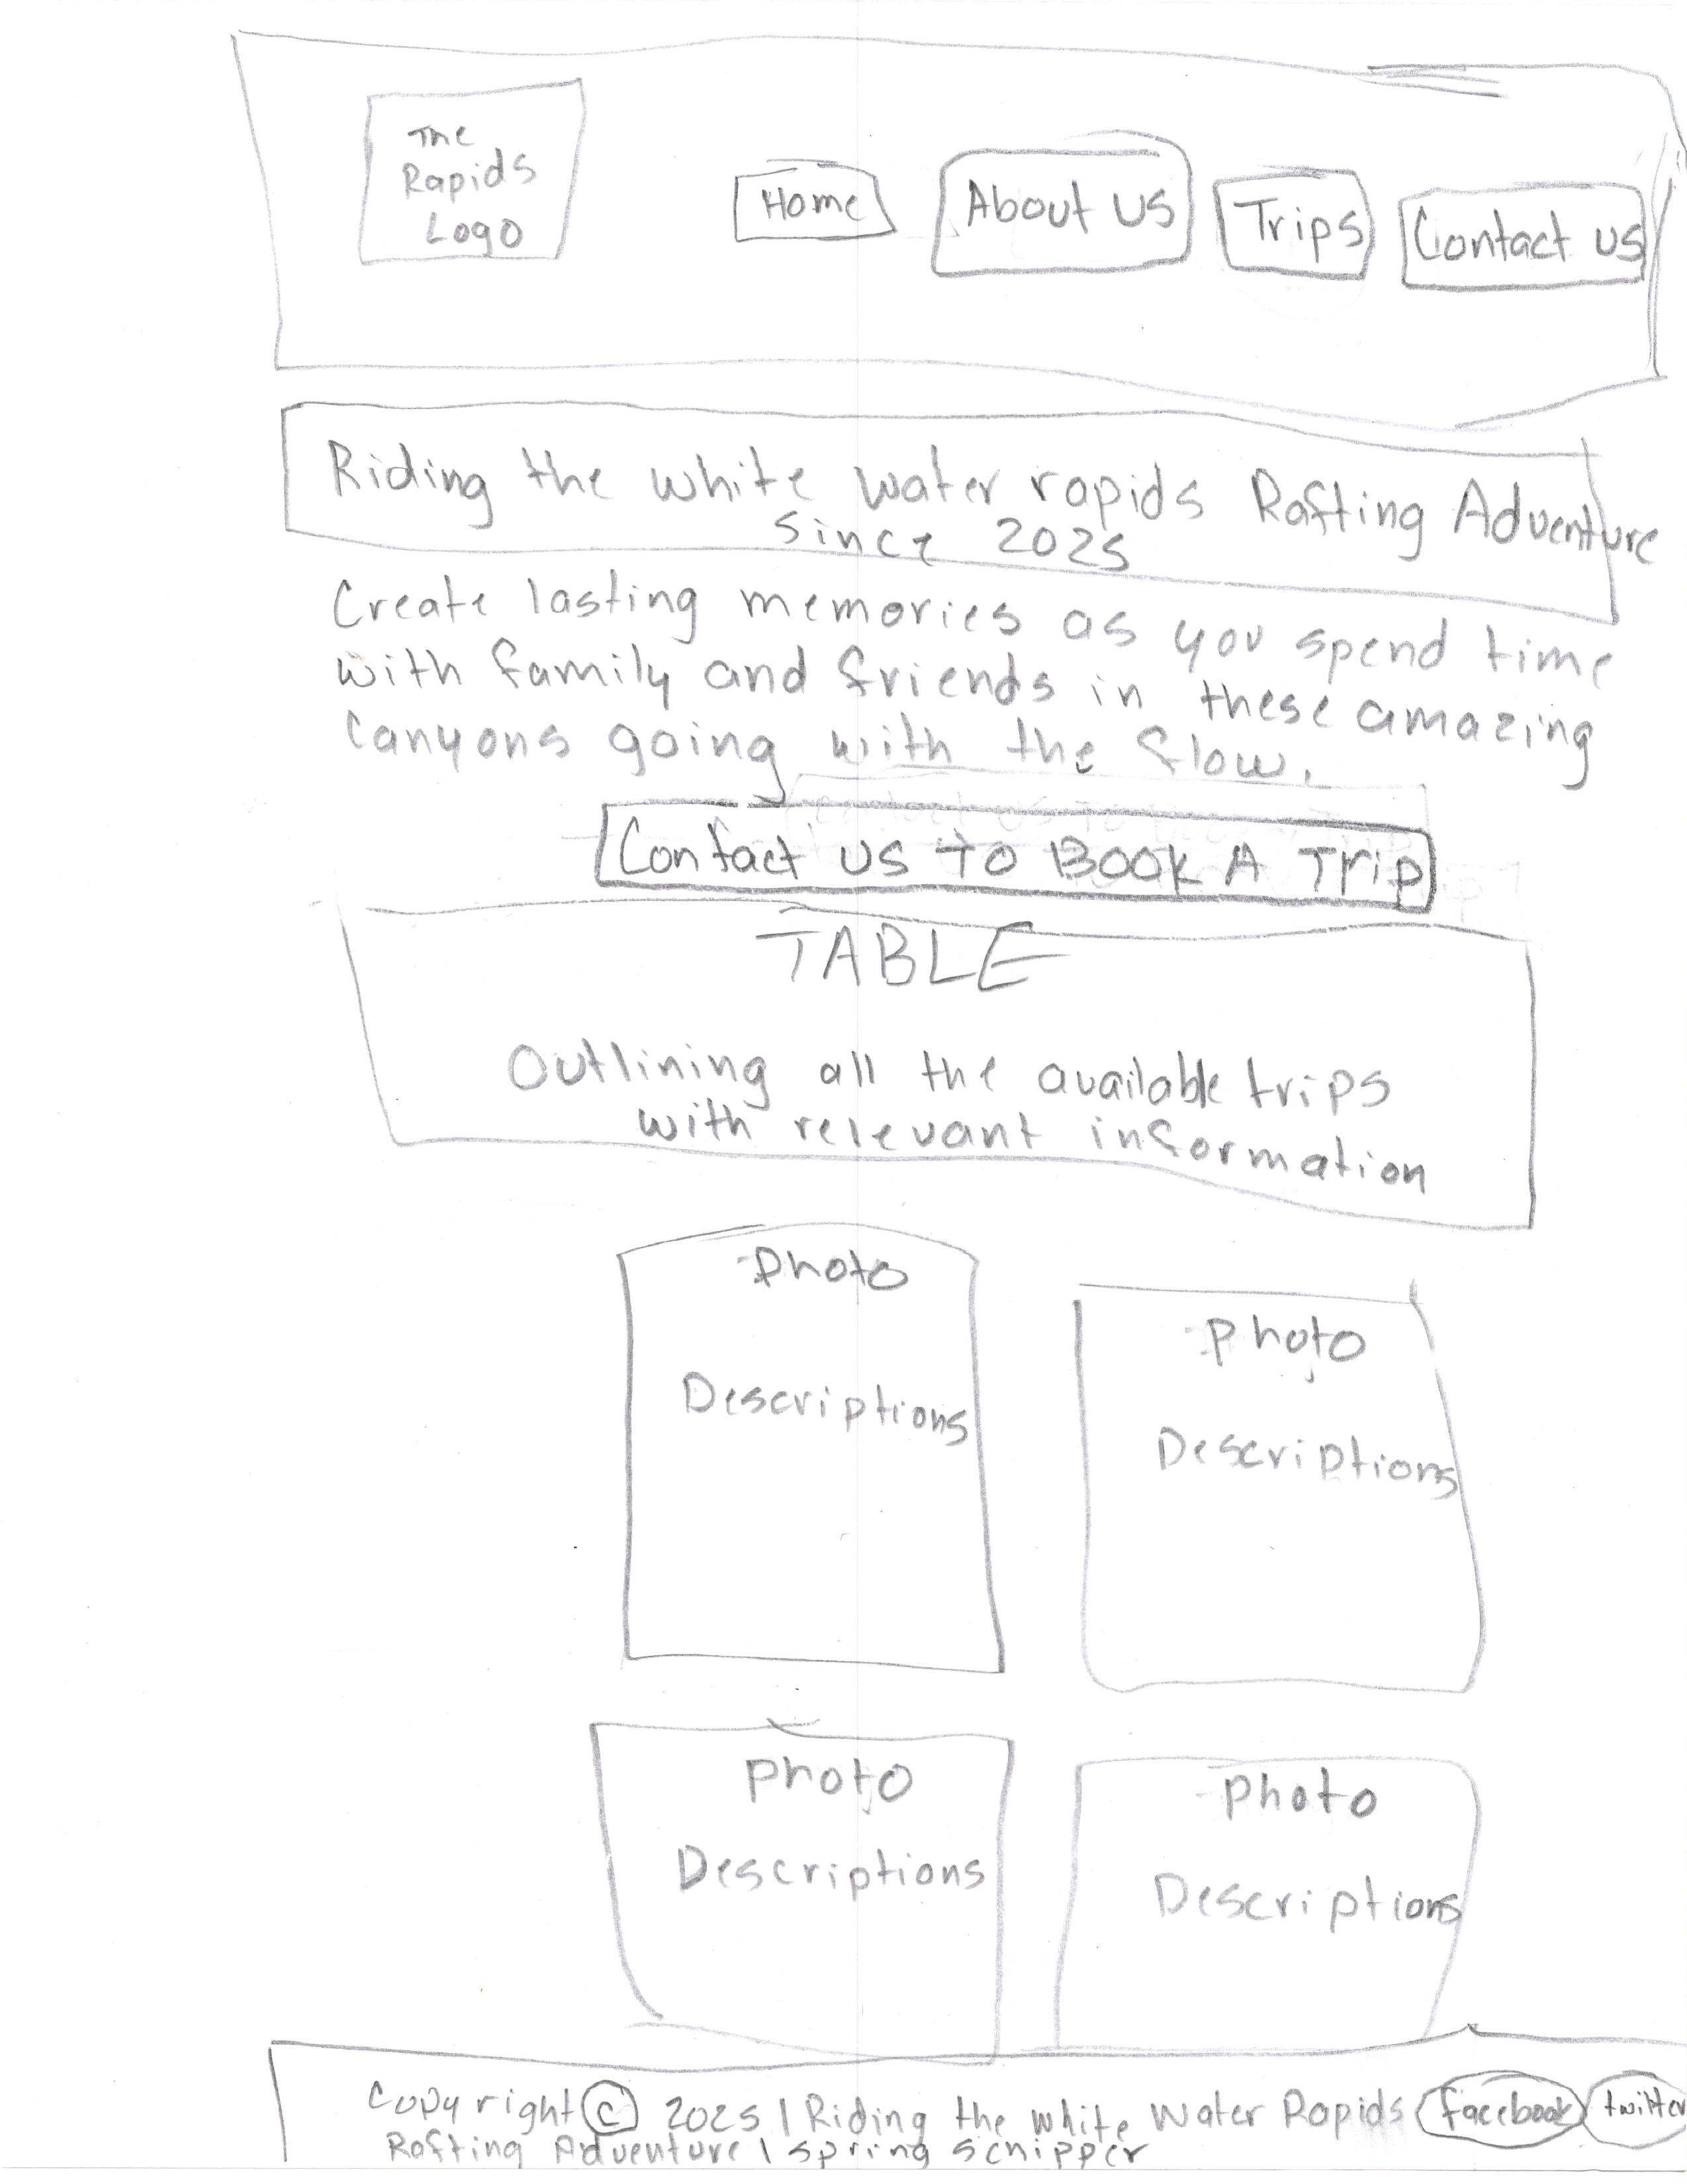 The
Rapids
Logo
Home
About us
Trips
Contact us
Riding the white water rapids Rafting Adventure
since 2025
Create lasting memories as you spend time
with family and friends in these amazing
canyons going with the flow.
Contact us To Book A Trip
TABLE
Outlining all the available trips
with relevant information
Photo
Descriptions
Photo
Descriptions
Photo
Descriptions
Photo
Descriptions
Copyright © 2025 | Riding the white Water Rapids facebook twitter
Rafting Adventure | spring schipper